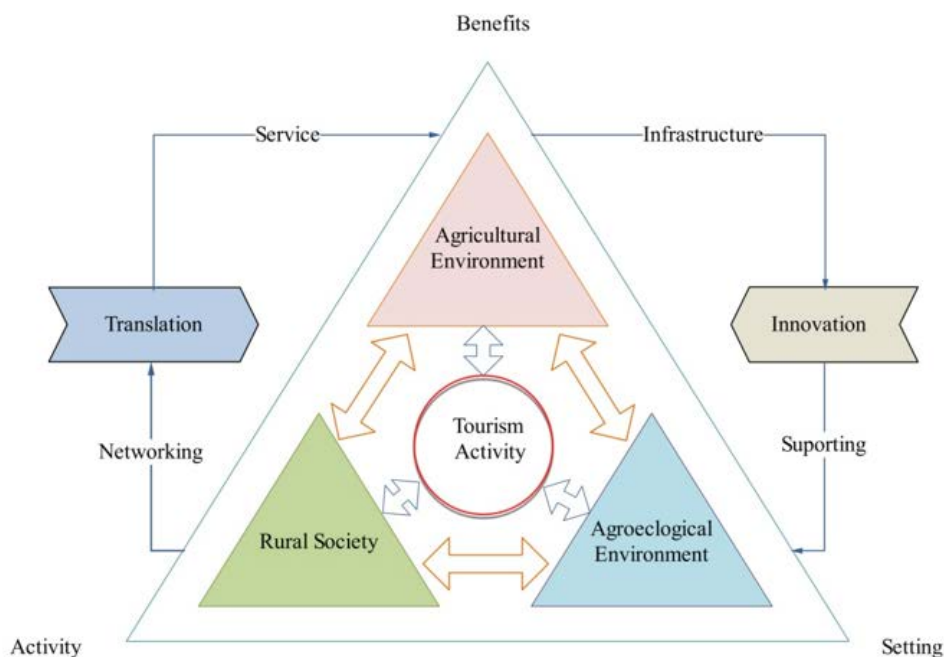 Benefits
Service
Infrastructure
Agricultural
Environment
Translation
Innovation
Tourism
Activity
Networking
Suporting
Rural Society
Agroeclogical
Environment
Activity
Setting